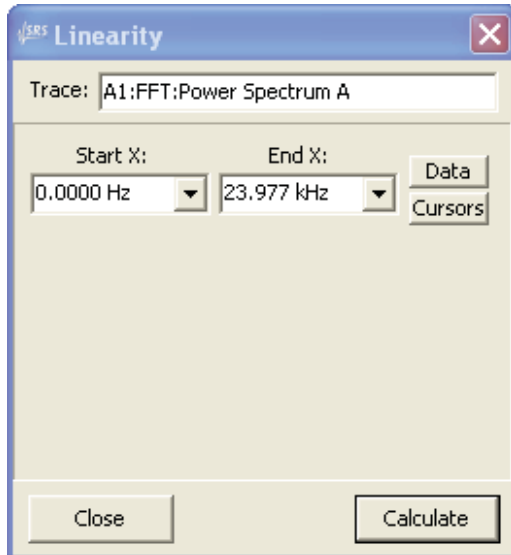 SRS Linearity
Trace: A1:FFT:Power Spectrum A
Start X: End X:
0.0000 Hz 23.977 kHz Data
Cursors
Close Calculate